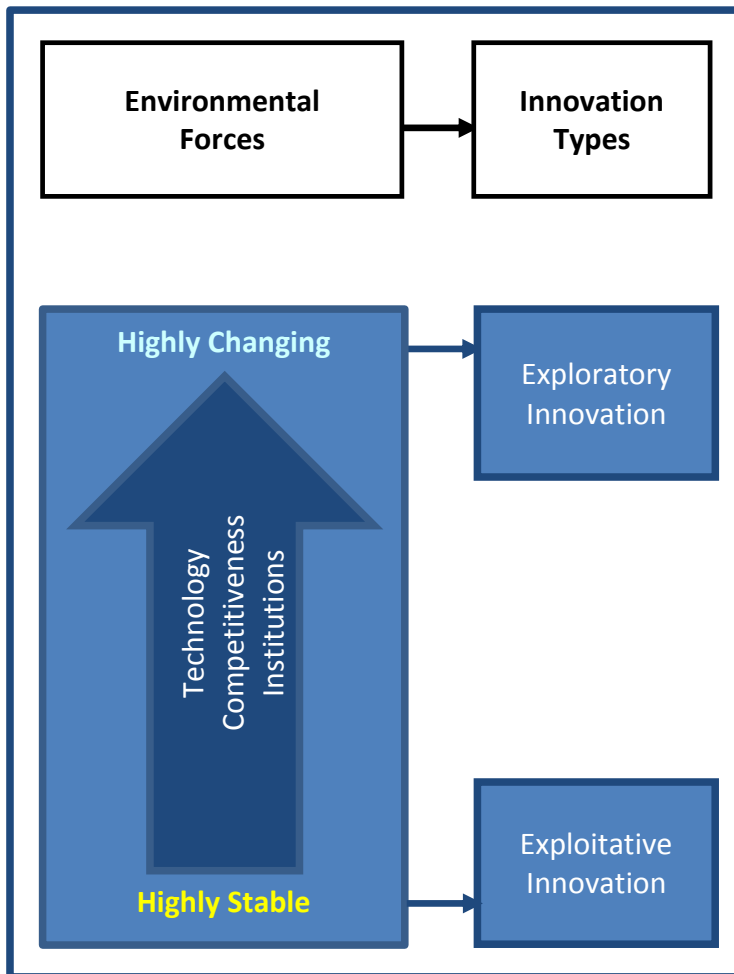 Environmental
Forces
Innovation
Types
Highly Changing
Exploratory
Innovation
Technology
Competitiveness
Institutions
Exploitative
Innovation
Highly Stable